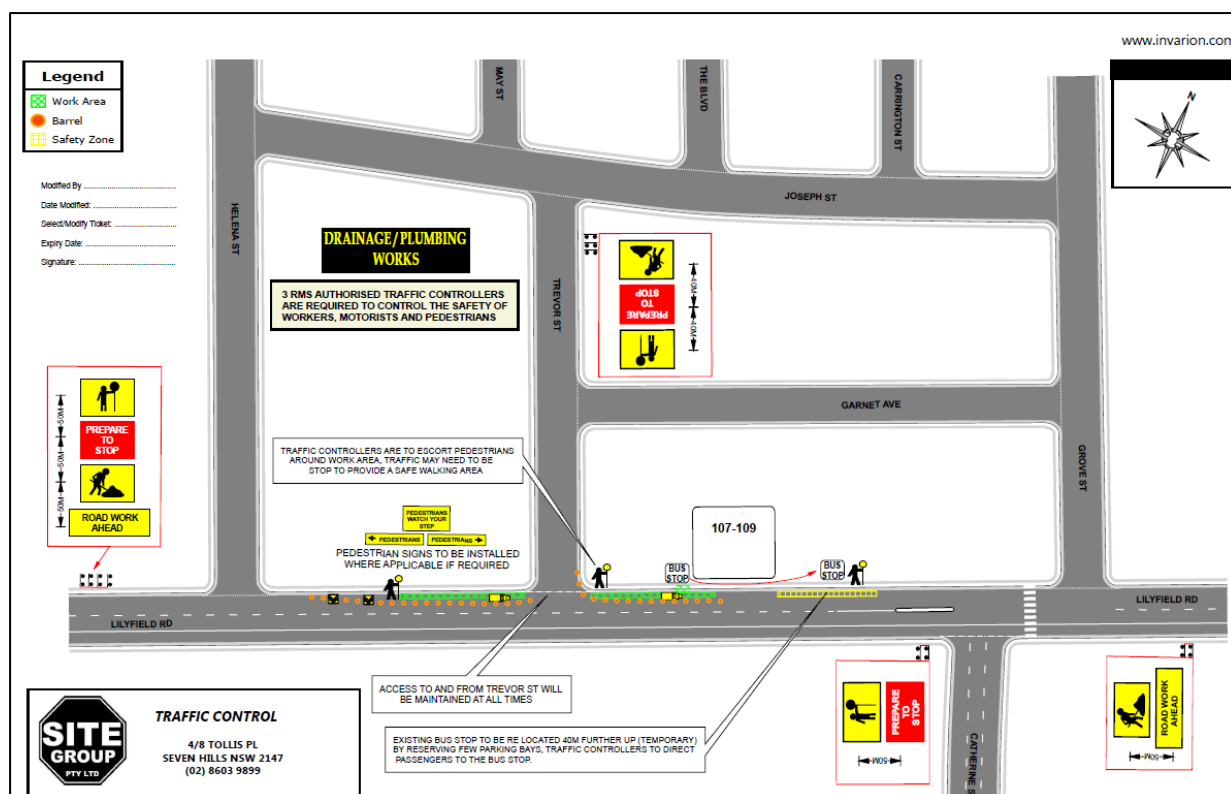 www.invarion.com
Legend
Work Area
Barrel
Safety Zone
N
Modified By
Date Modified:
Select/Modify Ticket:
Expiry Date:
Signature:
MAY ST
THE BLVD
CARRINGTON ST
HELENA ST
JOSEPH ST
TREVOR ST
DRAINAGE/PLUMBING
WORKS
3 RMS AUTHORISED TRAFFIC CONTROLLERS
ARE REQUIRED TO CONTROL THE SAFETY OF
WORKERS, MOTORISTS AND PEDESTRIANS
PREPARE
TO
STOP
40M
40M
GARNET AVE
GROVE ST
50M
50M
50M
PREPARE
TO
STOP
ROAD WORK
AHEAD
TRAFFIC CONTROLLERS ARE TO ESCORT PEDESTRIANS
AROUND WORK AREA, TRAFFIC MAY NEED TO BE
STOP TO PROVIDE A SAFE WALKING AREA
PEDESTRIANS
WATCH YOUR
STEP
PEDESTRIANS
PEDESTRIANS
PEDESTRIAN SIGNS TO BE INSTALLED
WHERE APPLICABLE IF REQUIRED
107-109
BUS
STOP
BUS
STOP
LILYFIELD RD
LILYFIELD RD
ACCESS TO AND FROM TREVOR ST WILL
BE MAINTAINED AT ALL TIMES
EXISTING BUS STOP TO BE RE LOCATED 40M FURTHER UP (TEMPORARY)
BY RESERVING FEW PARKING BAYS, TRAFFIC CONTROLLERS TO DIRECT
PASSENGERS TO THE BUS STOP.
PREPARE
TO
STOP
50M
CATHERINE S
ROAD WORK
AHEAD
50M
SITE
GROUP
PTY LTD
TRAFFIC CONTROL
4/8 TOLLIS PL
SEVEN HILLS NSW 2147
(02) 8603 9899